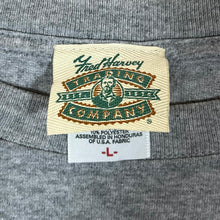 Fred Harvey
TRADING
EST. 1876
COMPANY
®
10% POLYESTER
ASSEMBLED IN HONDURAS
OF U.S.A. FABRIC
-L-